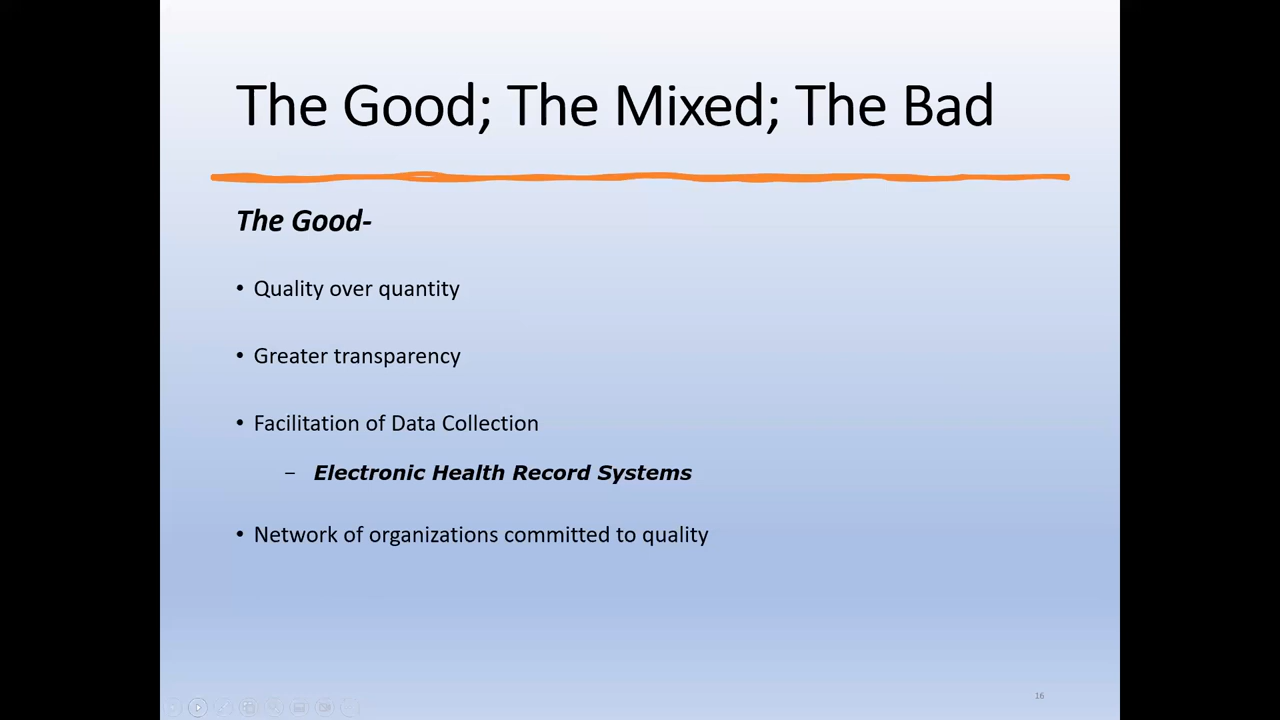 The Good; The Mixed; The Bad
The Good-
• Quality over quantity
• Greater transparency
• Facilitation of Data Collection
– Electronic Health Record Systems
• Network of organizations committed to quality
16